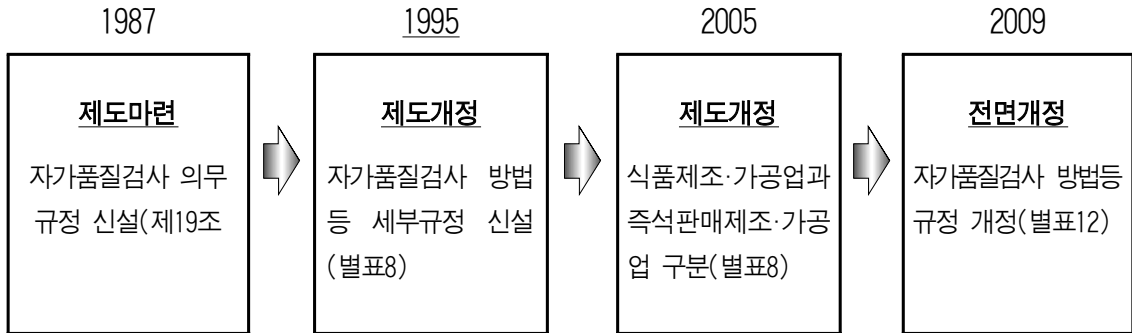 1987
제도마련
자가품질검사 의무
규정 신설(제19조
1995
제도개정
자가품질검사 방법
등 세부규정 신설
(별표8)
2005
제도개정
식품제조·가공업과
즉석판매제조·가공
업 구분(별표8)
2009
전면개정
자가품질검사 방법등
규정 개정(별표12)